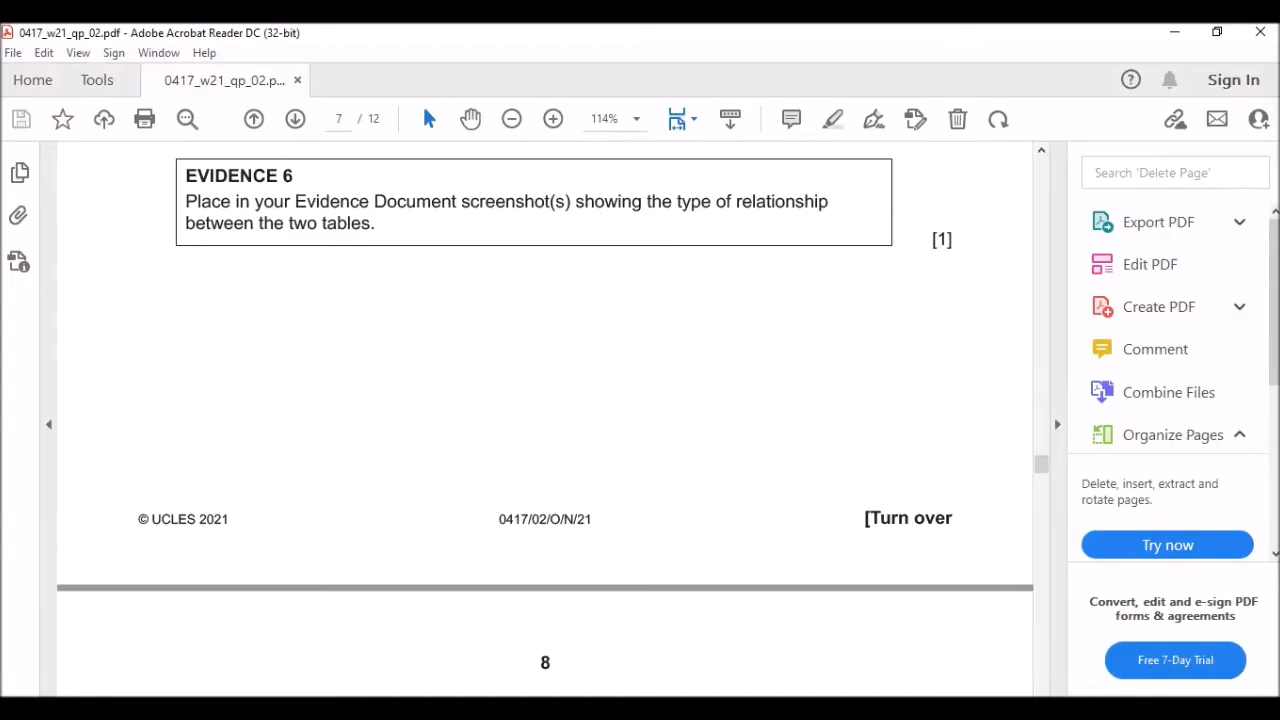 0417_w21_qp_02.pdf - Adobe Acrobat Reader DC (32-bit)
File Edit View Sign Window Help
Home Tools 0417_w21_qp_02.p... Sign In
7 / 12 114%
EVIDENCE 6
Place in your Evidence Document screenshot(s) showing the type of relationship
between the two tables.
[1]
© UCLES 2021 0417/02/O/N/21 [Turn over
8
Search 'Delete Page'
Export PDF
Edit PDF
Create PDF
Comment
Combine Files
Organize Pages
Delete, insert, extract and
rotate pages.
Try now
Convert, edit and e-sign PDF
forms & agreements
Free 7-Day Trial